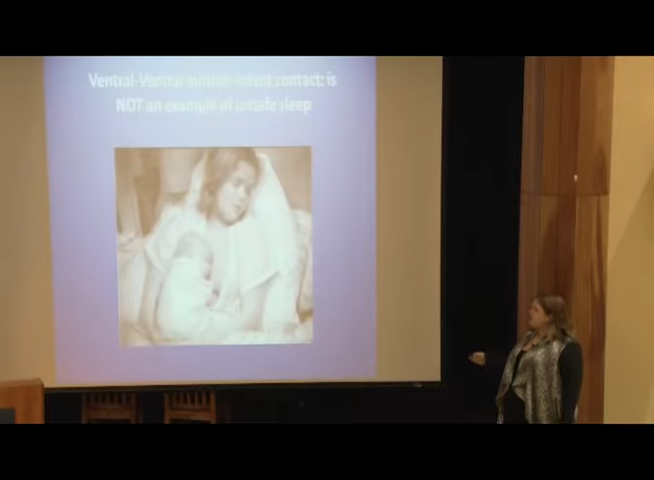 Ventral-Ventral mother-infant contact: is
NOT an example of unsafe sleep